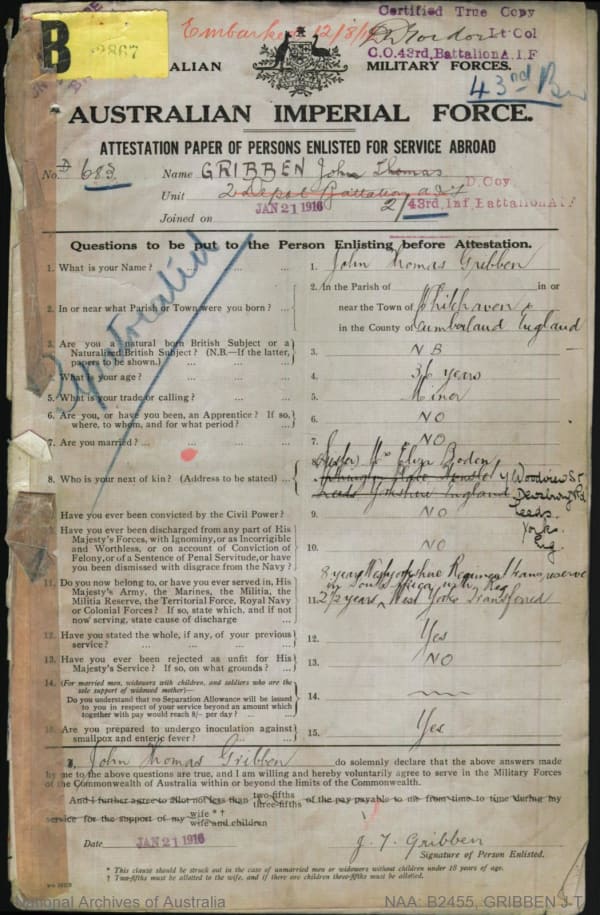 Embarked 12/8/16
Certified True Copy
Lt Col
C.O. 43rd, Battalion A.I.F
B
AUSTRALIAN MILITARY FORCES.
43nd Bn
AUSTRALIAN IMPERIAL FORCE.
ATTESTATION PAPER OF PERSONS ENLISTED FOR SERVICE ABROAD
No. 683 Name GRIBBEN John Thomas
Unit 2 Depot Battalion A I F D. Coy.
JAN 21 1916 2/43rd, Inf Battalion A I F
Joined on
Questions to be put to the Person Enlisting before Attestation.
1. What is your Name? ... ... 1. John Thomas Gribben
2. In or near what Parish or Town were you born? ... 2. In the Parish of in or
near the Town of
in the County of Cumberland England
3. Are you a natural born British Subject or a Naturalized British Subject? (N.B.—If the latter, papers to be shown.) ... 3. N B
4. What is your age? ... 4. 36 years
5. What is your trade or calling? ... 5. Miner
6. Are you, or have you been, an Apprentice? If so, where, to whom, and for what period? ... 6. NO
7. Are you married? ... 7. NO
8. Who is your next of kin? (Address to be stated) ... 8. (Sister) Mrs Eliza Boden
Leeds Yorkshire England
Woodview St
Leeds.
Yorks.
Eng.
9. Have you ever been convicted by the Civil Power? 9. NO
10. Have you ever been discharged from any part of His Majesty's Forces, with Ignominy, or as Incorrigible and Worthless, or on account of Conviction of Felony, or of a Sentence of Penal Servitude, or have you been dismissed with disgrace from the Navy? 10. NO
11. Do you now belong to, or have you ever served in, His Majesty's Army, the Marines, the Militia, the Militia Reserve, the Territorial Force, Royal Navy or Colonial Forces? If so, state which, and if not now serving, state cause of discharge ... 11. 8 years West Yorkshire Regiment reserve
2½ years West Yorks Transferred
12. Have you stated the whole, if any, of your previous service? ... 12. Yes
13. Have you ever been rejected as unfit for His Majesty's Service? If so, on what grounds? ... 13. NO
14. (For married men, widowers with children, and soldiers who are the sole support of widowed mother)—
Do you understand that no Separation Allowance will be issued to you in respect of your service beyond an amount which together with pay would reach 8/- per day? ... 14.
15. Are you prepared to undergo inoculation against smallpox and enteric fever? ... 15. Yes
I, John Thomas Gribben do solemnly declare that the above answers made
by me to the above questions are true, and I am willing and hereby voluntarily agree to serve in the Military Forces
of the Commonwealth of Australia within or beyond the limits of the Commonwealth.
And I further agree to allot not less than two-fifths three-fifths of the pay payable to me from time to time during my
service for the support of my wife*† wife and children
Date JAN 21 1916 J. T. Gribben
Signature of Person Enlisted.
* This clause should be struck out in the case of unmarried men or widowers without children under 18 years of age.
† Two-fifths must be allotted to the wife, and if there are children three-fifths must be allotted.
National Archives of Australia NAA: B2455, GRIBBEN J T